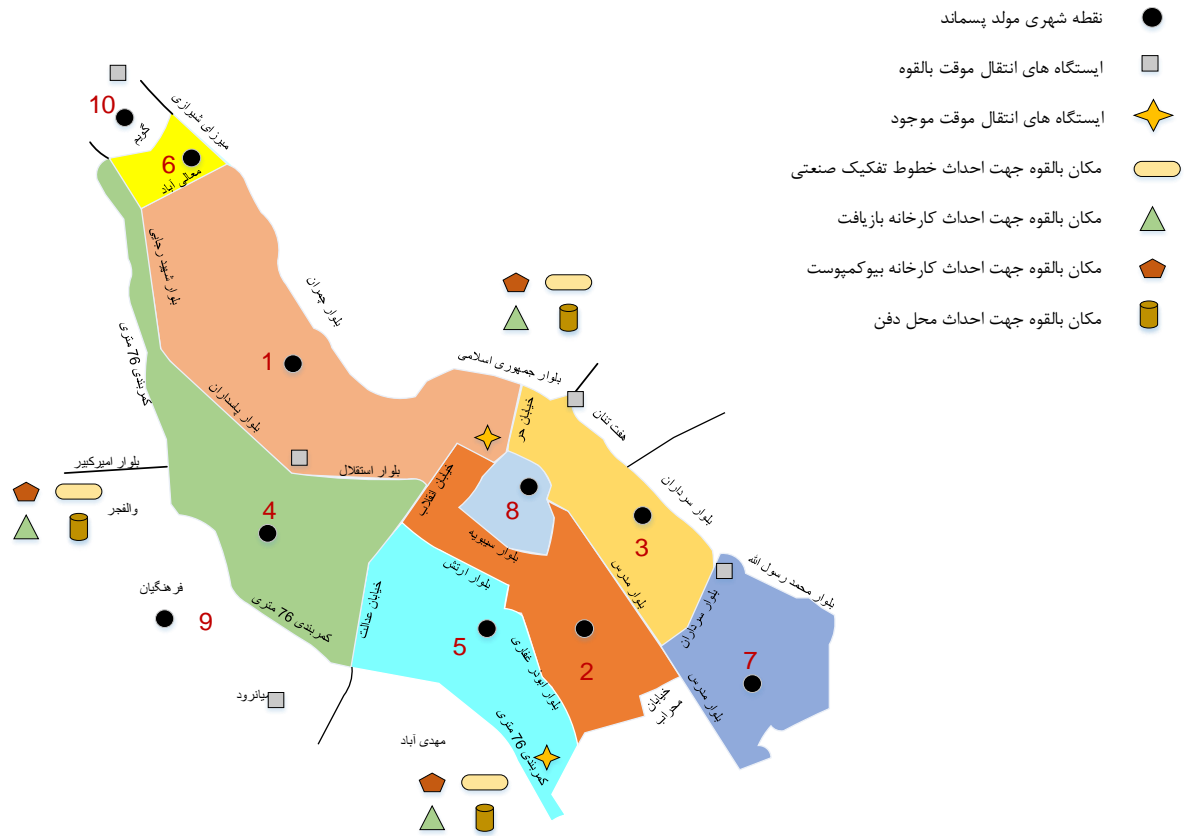 نقطه شهری مولد پسماند
ایستگاه های انتقال موقت بالقوه
ایستگاه های انتقال موقت موجود
مکان بالقوه جهت احداث خطوط تفکیک صنعتی
مکان بالقوه جهت احداث کارخانه بازیافت
مکان بالقوه جهت احداث کارخانه بیوکمپوست
مکان بالقوه جهت احداث محل دفن
10
گویم
میرزای شیرازی
6
معالی آباد
بلوار شهید رجایی
بلوار چمران
کمربندی 76 متری
1
بلوار جمهوری اسلامی
بلوار پاسداران
خیابان حر
هفت تنان
بلوار امیرکبیر
بلوار استقلال
خیابان انقلاب
بلوار سرداران
والفجر
4
8
3
بلوار سیبویه
بلوار مدرس
بلوار ارتش
بلوار محمد رسول الله
فرهنگیان
9
کمربندی 76 متری
خیابان عدالت
بلوار سرداران
5
بلوار ابوذر غفاری
2
7
بلوار مدرس
میانرود
مهدی آباد
کمربندی 76 متری